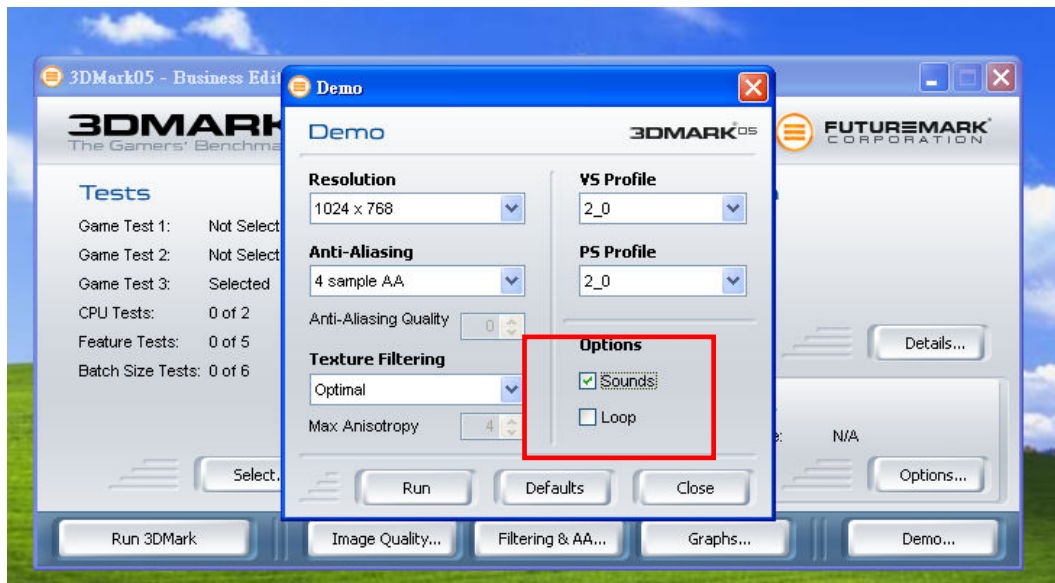 3DMark05 - Business Edit
Demo
3DMARK
The Gamers' Benchma
Demo
3DMARK05
FUTUREMARK
CORPORATION
Tests
Game Test 1: Not Select
Game Test 2: Not Select
Game Test 3: Selected
CPU Tests: 0 of 2
Feature Tests: 0 of 5
Batch Size Tests: 0 of 6
Select.
Resolution
1024 x 768
Anti-Aliasing
4 sample AA
Anti-Aliasing Quality 0
Texture Filtering
Optimal
Max Anisotropy 4
VS Profile
2_0
PS Profile
2_0
Options
Sounds
Loop
Run Defaults Close
Details...
N/A
Options...
Run 3DMark Image Quality... Filtering & AA... Graphs... Demo...